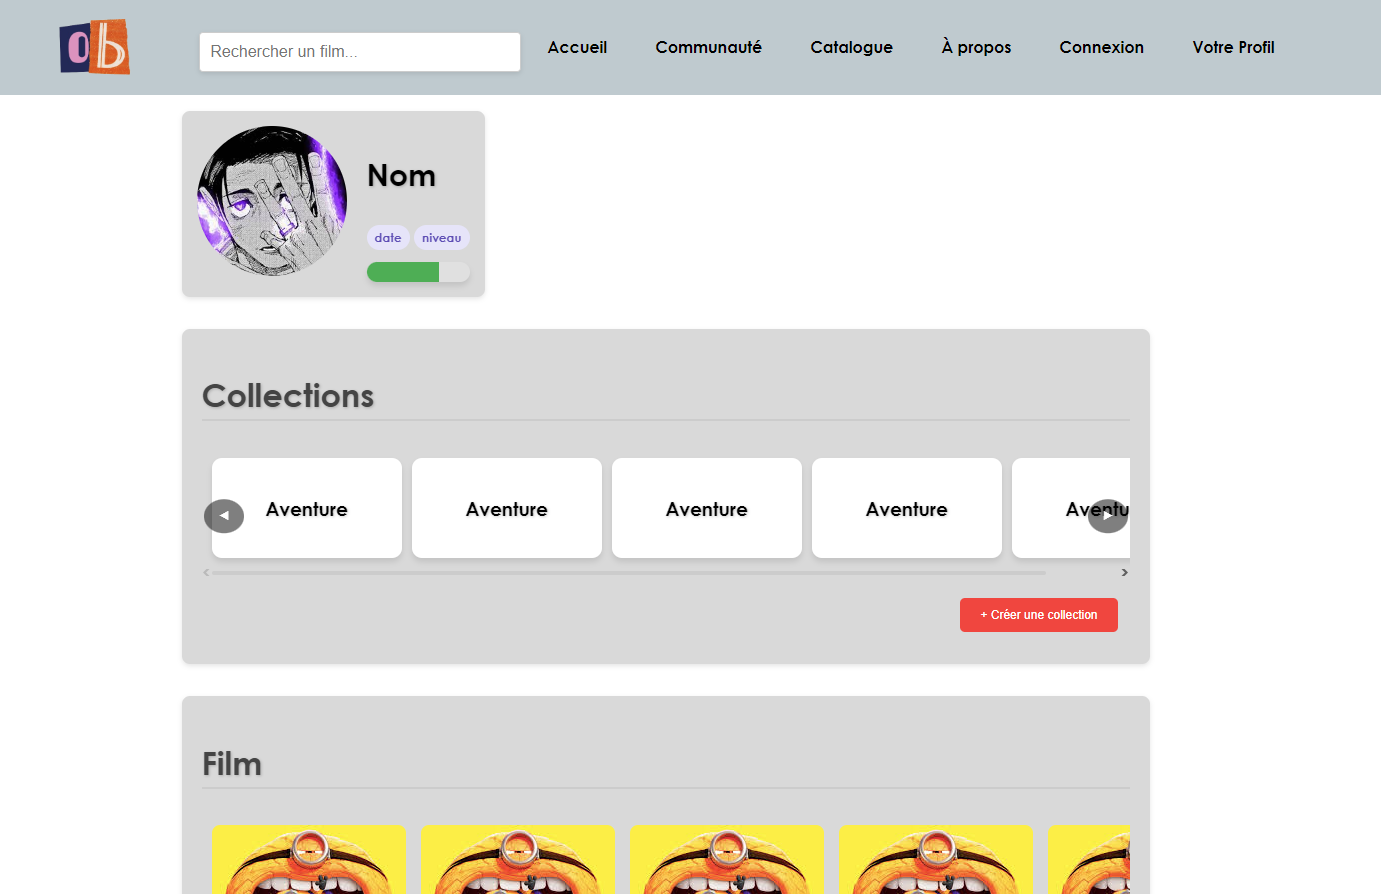 ob
Rechercher un film...
Accueil
Communauté
Catalogue
À propos
Connexion
Votre Profil
Nom
date
niveau
Collections
Aventure
Aventure
Aventure
Aventure
Aventu
+ Créer une collection
Film